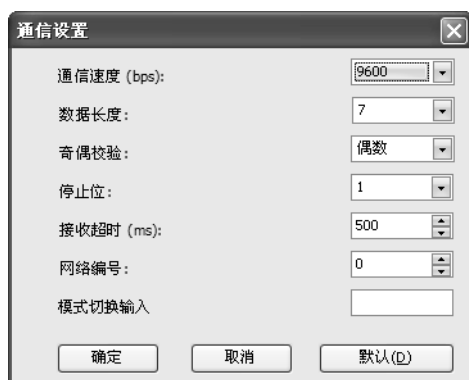 通信设置
通信速度 (bps): 9600
数据长度: 7
奇偶校验: 偶数
停止位: 1
接收超时 (ms): 500
网络编号: 0
模式切换输入
确定 取消 默认(D)